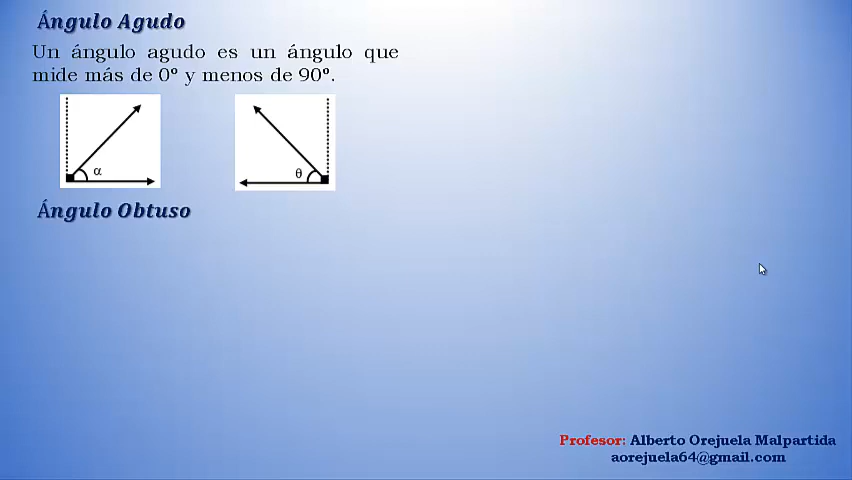 Ángulo Agudo
Un ángulo agudo es un ángulo que
mide más de 0º y menos de 90º.
α
θ
Ángulo Obtuso
Profesor: Alberto Orejuela Malpartida
aorejuela64@gmail.com